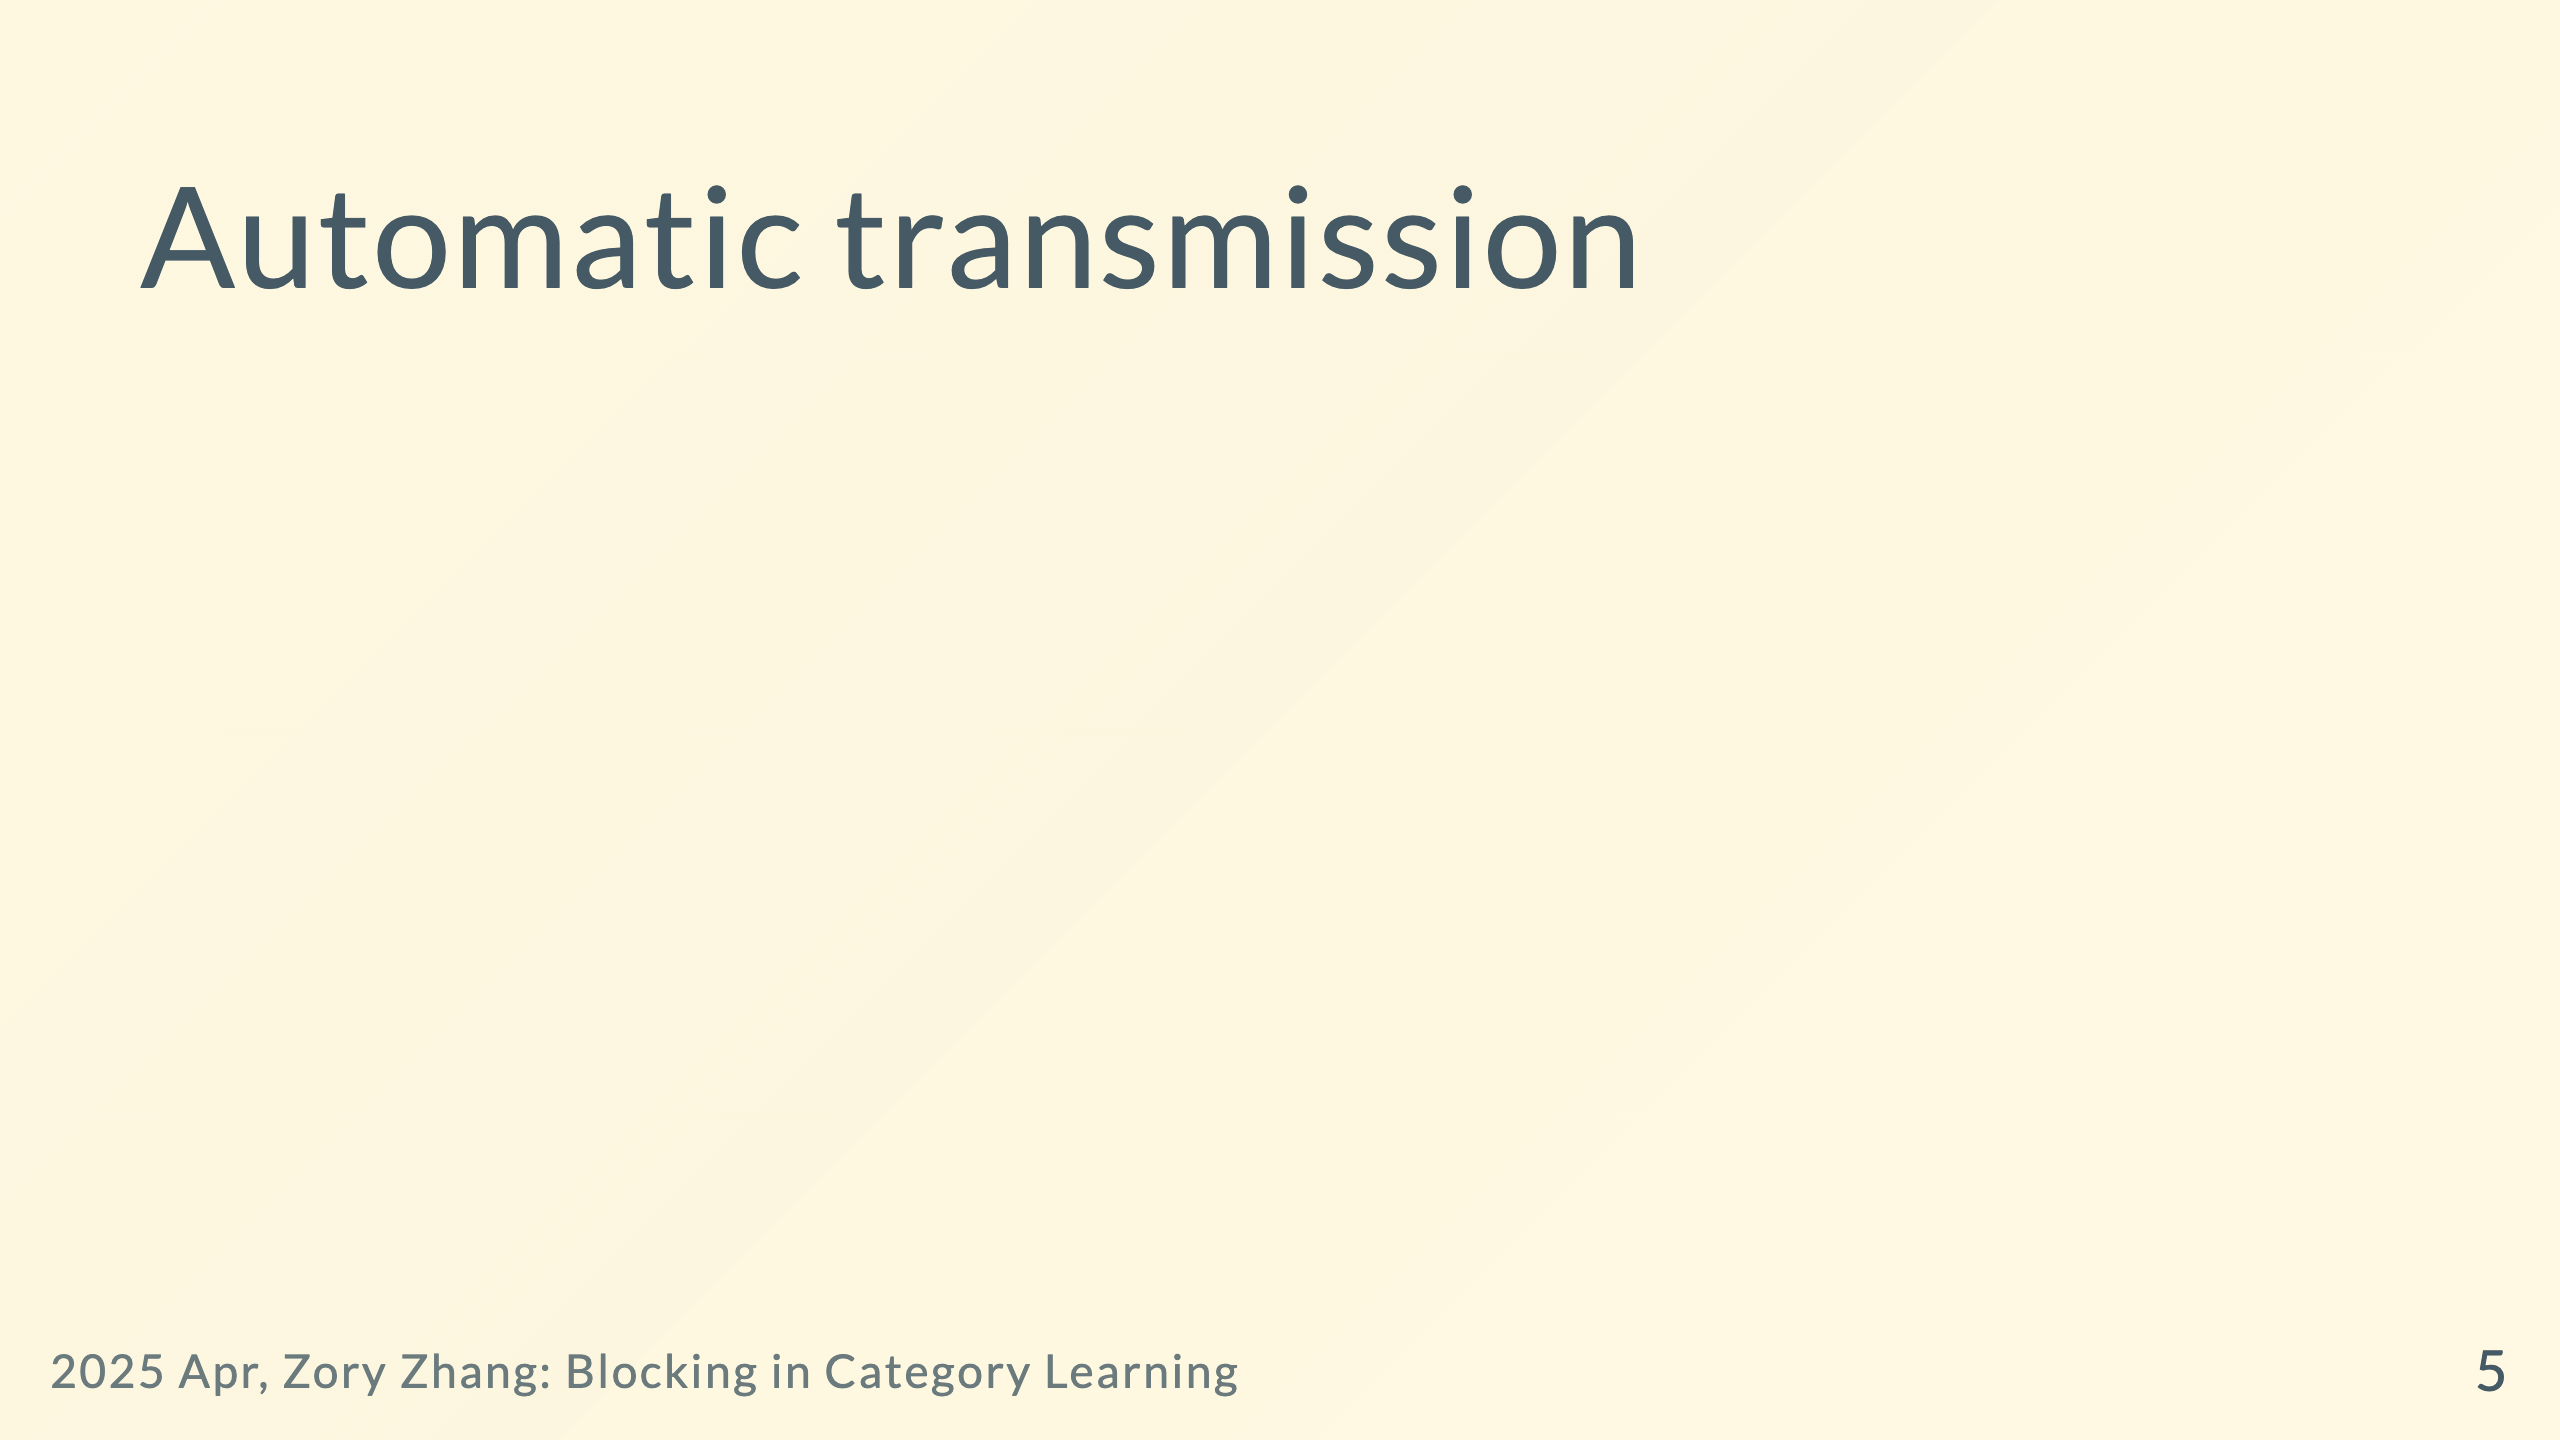 Automatic transmission
2025 Apr, Zory Zhang: Blocking in Category Learning
5